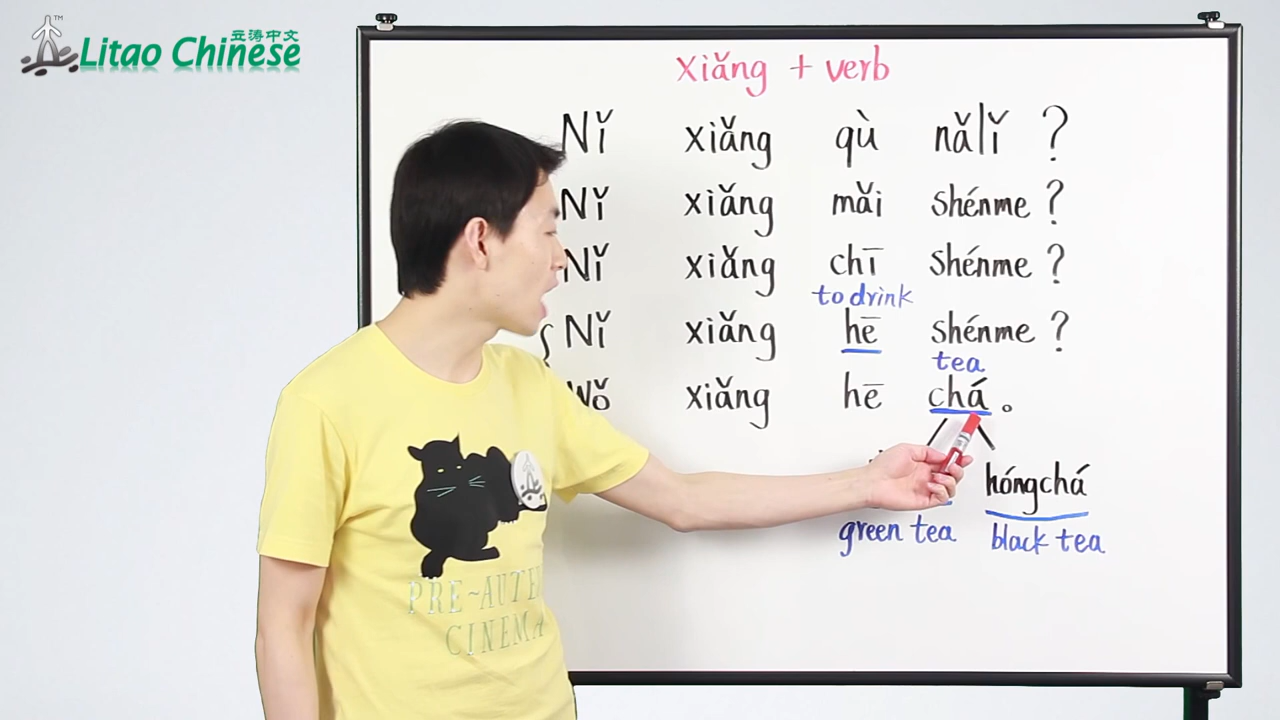 立涛中文
Litao Chinese
TM
xiǎng + verb
Nǐ xiǎng qù nǎlǐ ?
Nǐ xiǎng mǎi shénme ?
Nǐ xiǎng chī shénme ?
to drink
Nǐ xiǎng hē shénme ?
tea
Wǒ xiǎng hē chá 。
hóngchá
green tea black tea
PRE~AUTE
CINEMA